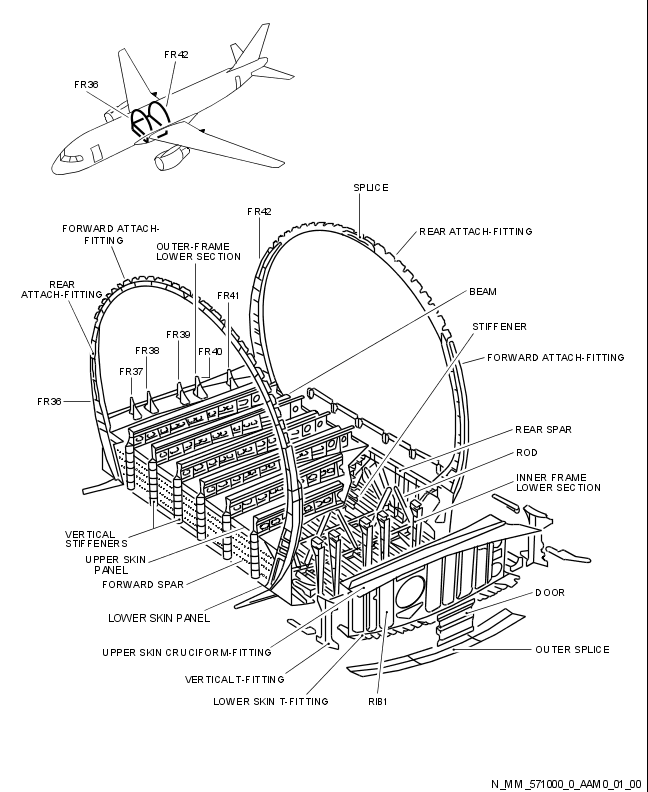 FR42
FR36
SPLICE
FR42
FORWARD ATTACH-
FITTING
REAR ATTACH-FITTING
OUTER-FRAME
LOWER SECTION
REAR
ATTACH-FITTING
FR41
BEAM
STIFFENER
FR39
FR38
FR40
FORWARD ATTACH-FITTING
FR37
FR36
REAR SPAR
ROD
INNER FRAME
LOWER SECTION
VERTICAL
STIFFENERS
UPPER SKIN
PANEL
FORWARD SPAR
DOOR
LOWER SKIN PANEL
OUTER SPLICE
UPPER SKIN CRUCIFORM-FITTING
VERTICAL T-FITTING
LOWER SKIN T-FITTING
RIB1
N_MM_571000_0_AAM0_01_00